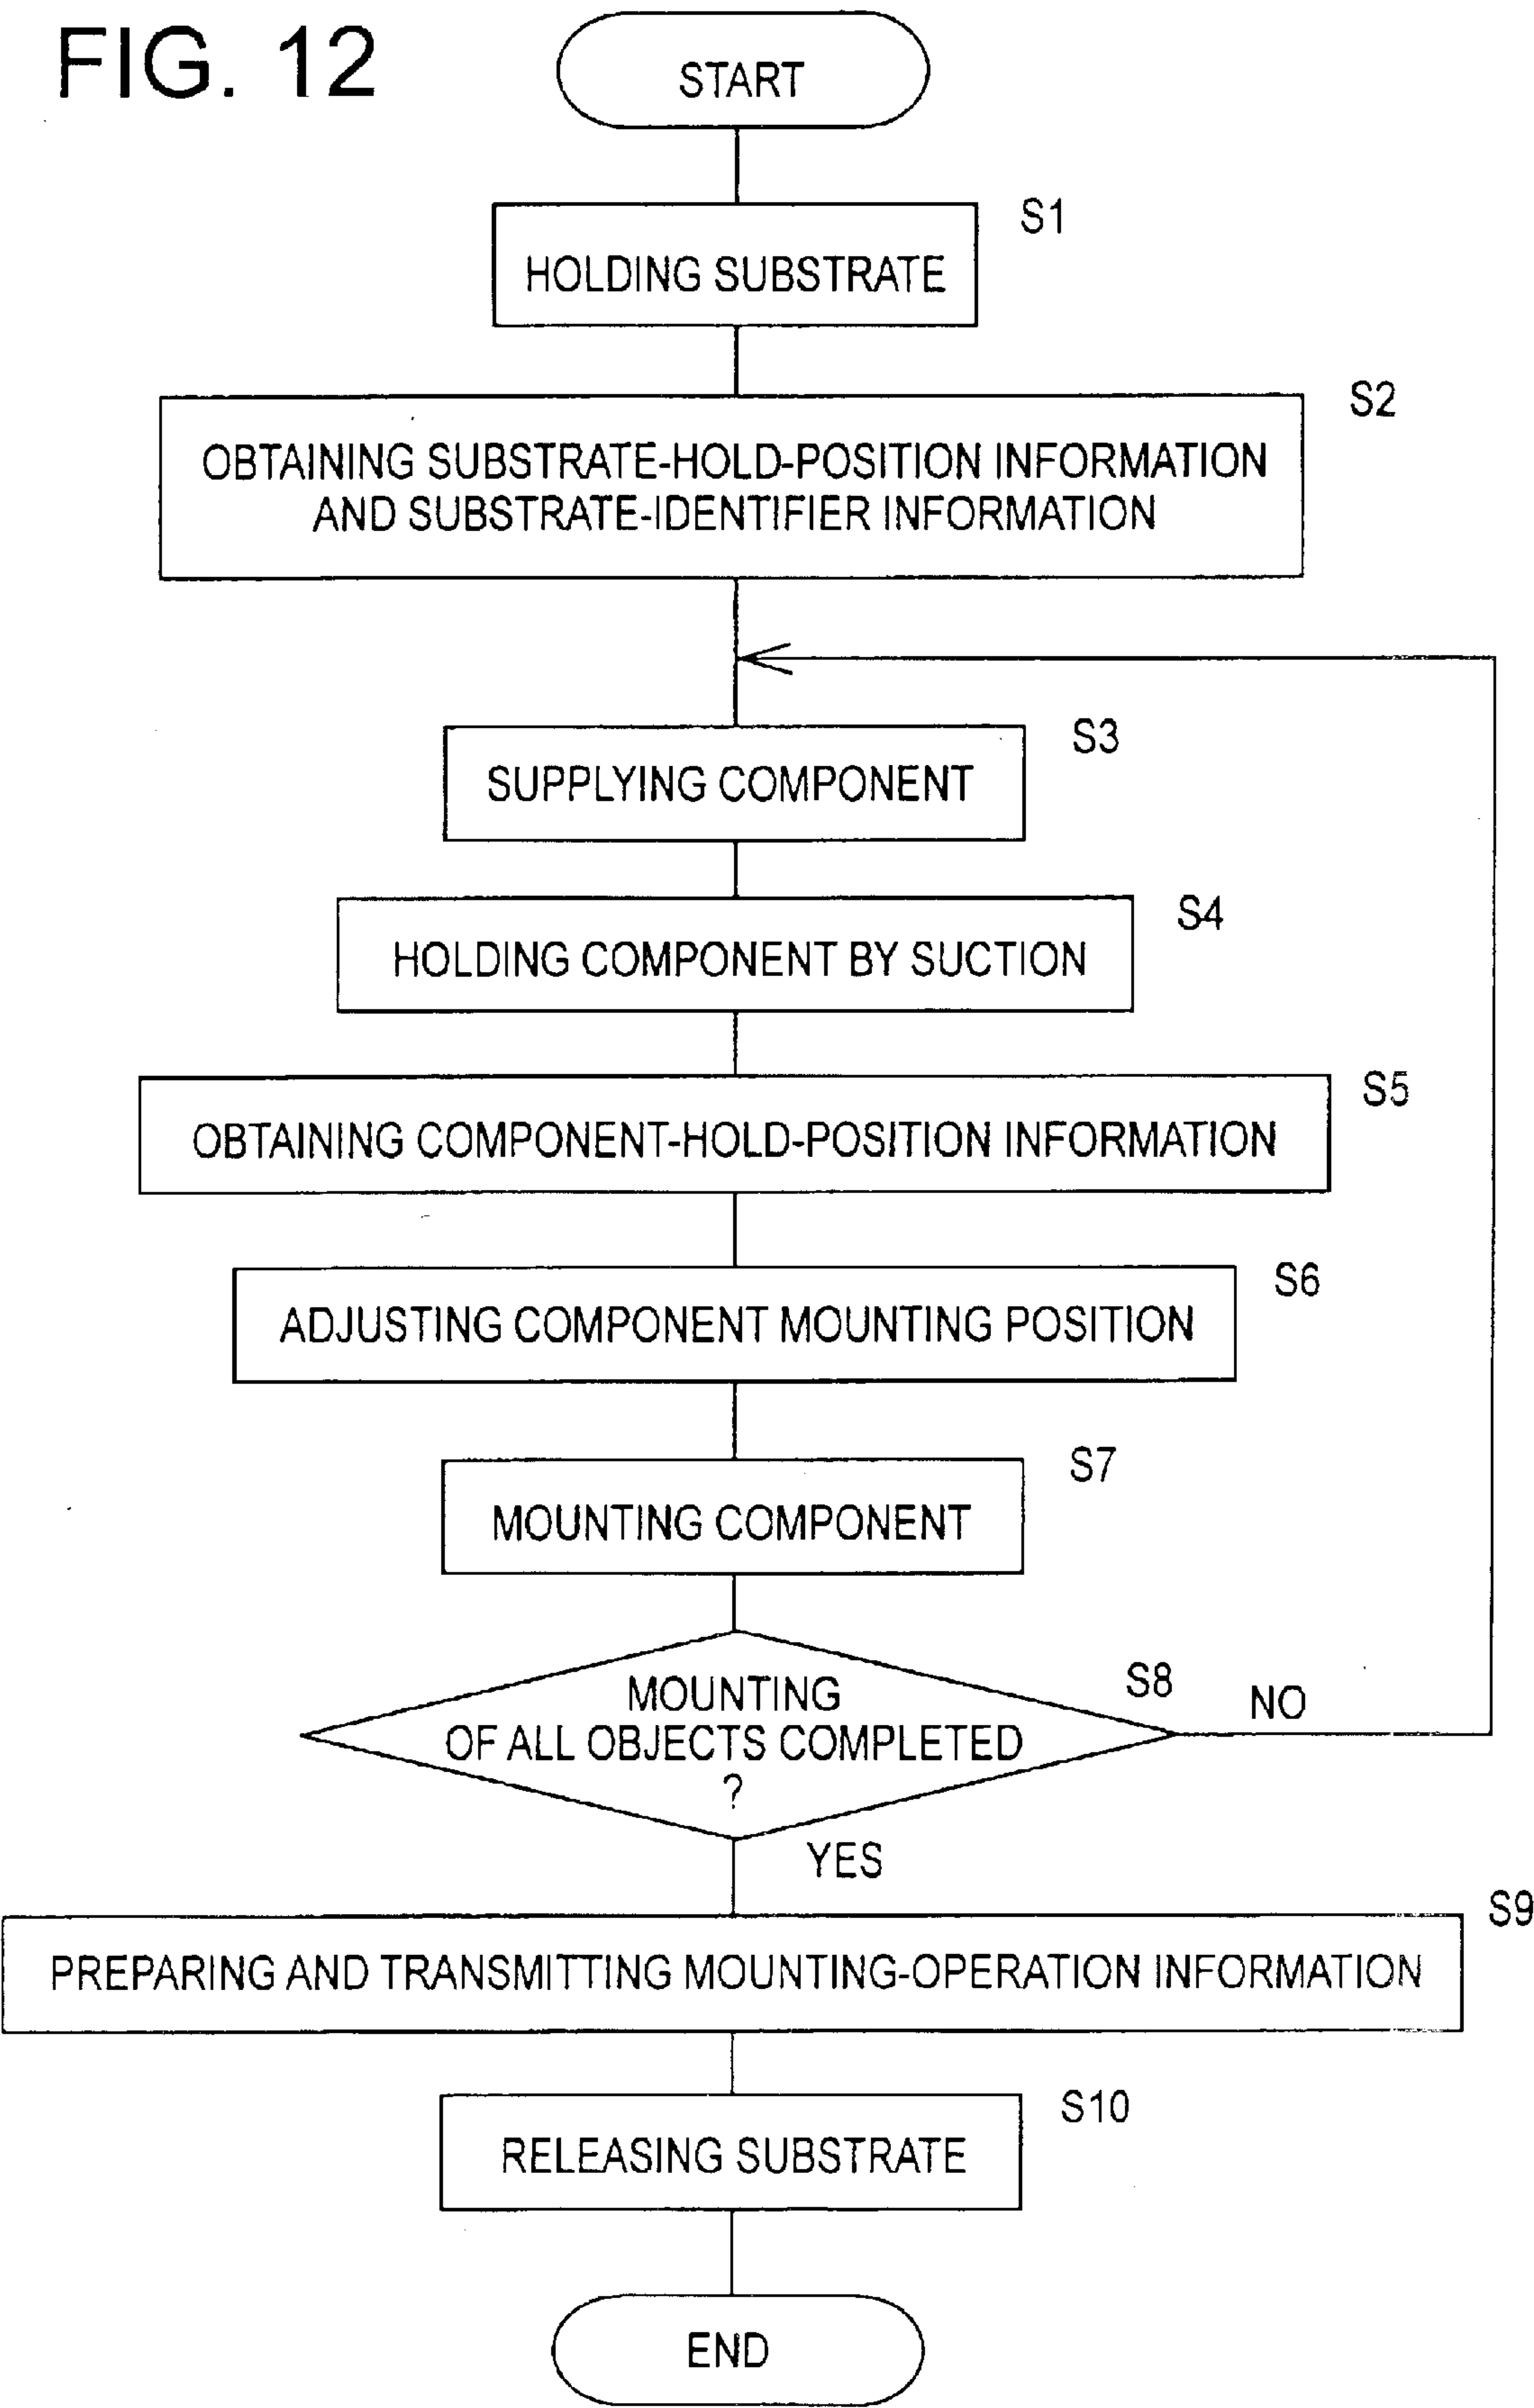 FIG. 12
START
S1
HOLDING SUBSTRATE
S2
OBTAINING SUBSTRATE-HOLD-POSITION INFORMATION
AND SUBSTRATE-IDENTIFIER INFORMATION
S3
SUPPLYING COMPONENT
S4
HOLDING COMPONENT BY SUCTION
S5
OBTAINING COMPONENT-HOLD-POSITION INFORMATION
S6
ADJUSTING COMPONENT MOUNTING POSITION
S7
MOUNTING COMPONENT
S8
MOUNTING
OF ALL OBJECTS COMPLETED
?
NO
YES
S9
PREPARING AND TRANSMITTING MOUNTING-OPERATION INFORMATION
S10
RELEASING SUBSTRATE
END